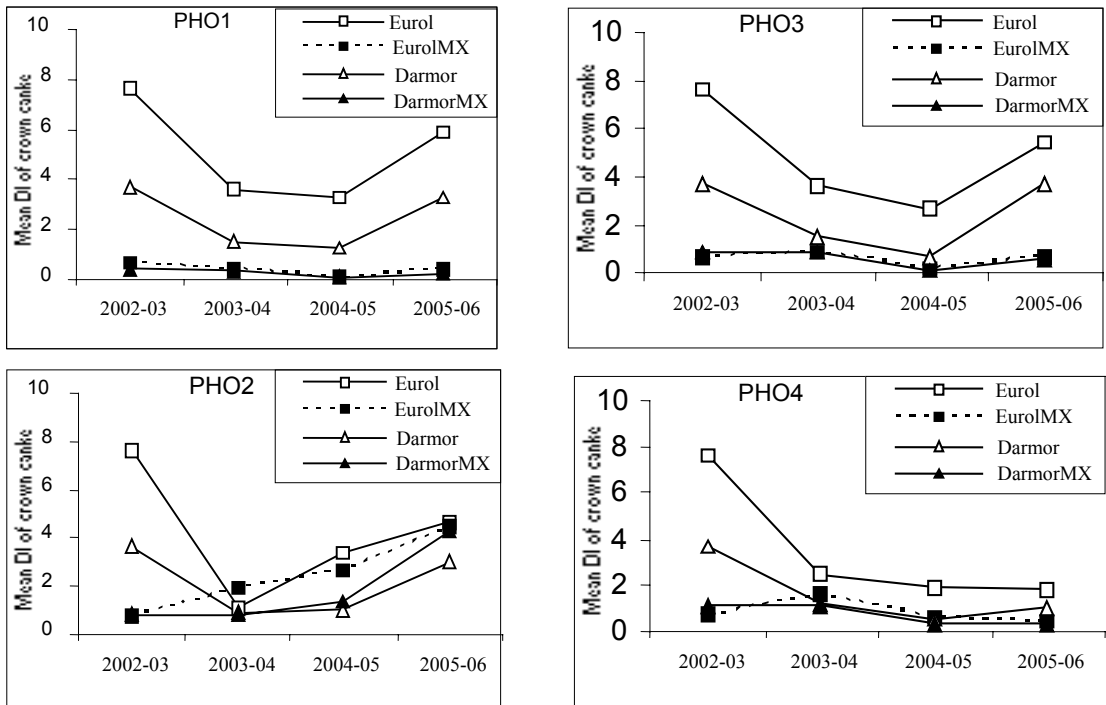 PHO1
Eurol
EurolMX
Darmor
DarmorMX
Mean DI of crown canke
10
8
6
4
2
0
2002-03 2003-04 2004-05 2005-06
PHO3
Eurol
EurolMX
Darmor
DarmorMX
Mean DI of crown canke
10
8
6
4
2
0
2002-03 2003-04 2004-05 2005-06
PHO2
Eurol
EurolMX
Darmor
DarmorMX
Mean DI of crown canke
10
8
6
4
2
0
2002-03 2003-04 2004-05 2005-06
PHO4
Eurol
EurolMX
Darmor
DarmorMX
Mean DI of crown canke
10
8
6
4
2
0
2002-03 2003-04 2004-05 2005-06